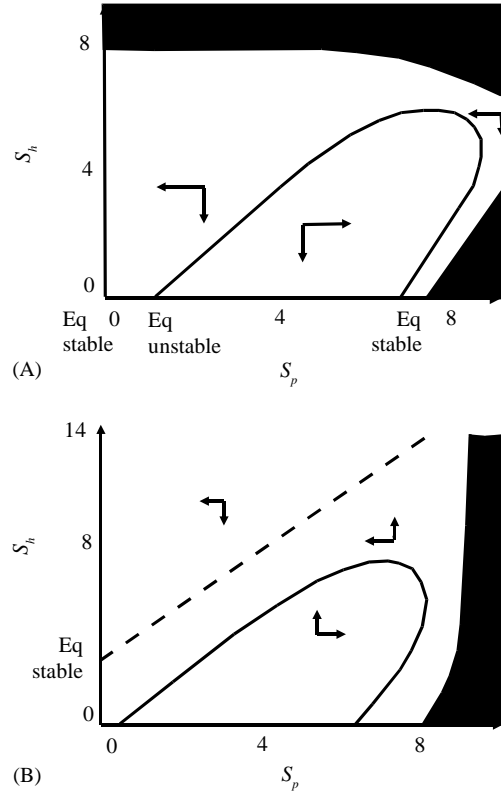 8
S_h
4
0
Eq 0 Eq 4 Eq 8
stable unstable stable
(A) S_p
14
S_h
8
Eq
stable
0
0 4 8
(B) S_p